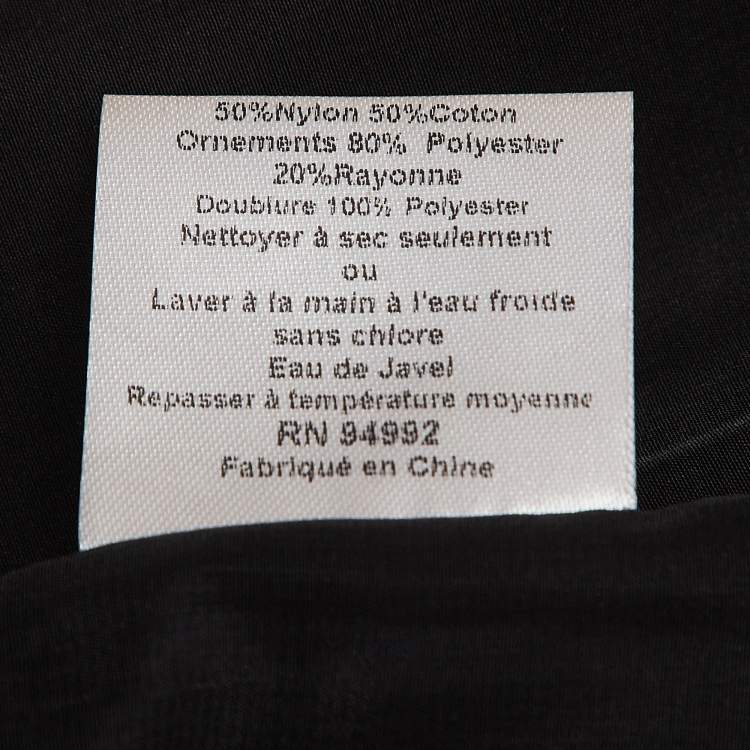 50%Nylon 50%Coton
Ornements 80% Polyester
20%Rayonne
Doublure 100% Polyester
Nettoyer à sec seulement
ou
Laver à la main à l'eau froide
sans chlore
Eau de Javel
Repasser à température moyenne
RN 94992
Fabriqué en Chine